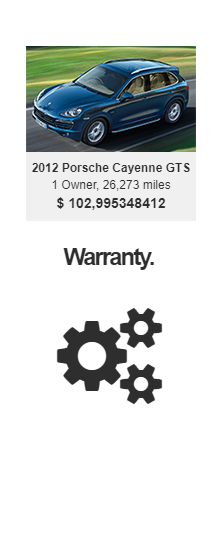 2012 Porsche Cayenne GTS
1 Owner, 26,273 miles
$ 102,995348412
Warranty.